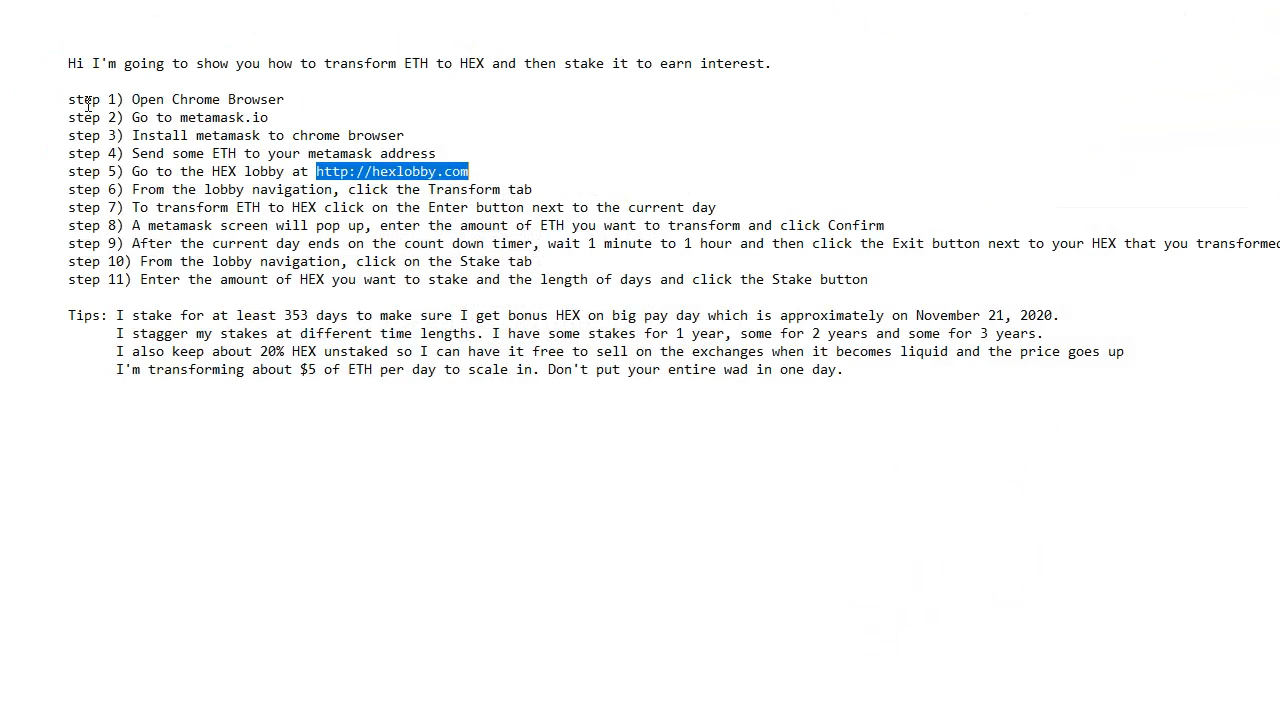 Hi I'm going to show you how to transform ETH to HEX and then stake it to earn interest.
step 1) Open Chrome Browser
step 2) Go to metamask.io
step 3) Install metamask to chrome browser
step 4) Send some ETH to your metamask address
step 5) Go to the HEX lobby at http://hexlobby.com
step 6) From the lobby navigation, click the Transform tab
step 7) To transform ETH to HEX click on the Enter button next to the current day
step 8) A metamask screen will pop up, enter the amount of ETH you want to transform and click Confirm
step 9) After the current day ends on the count down timer, wait 1 minute to 1 hour and then click the Exit button next to your HEX that you transformed
step 10) From the lobby navigation, click on the Stake tab
step 11) Enter the amount of HEX you want to stake and the length of days and click the Stake button
Tips: I stake for at least 353 days to make sure I get bonus HEX on big pay day which is approximately on November 21, 2020.
I stagger my stakes at different time lengths. I have some stakes for 1 year, some for 2 years and some for 3 years.
I also keep about 20% HEX unstaked so I can have it free to sell on the exchanges when it becomes liquid and the price goes up
I'm transforming about $5 of ETH per day to scale in. Don't put your entire wad in one day.